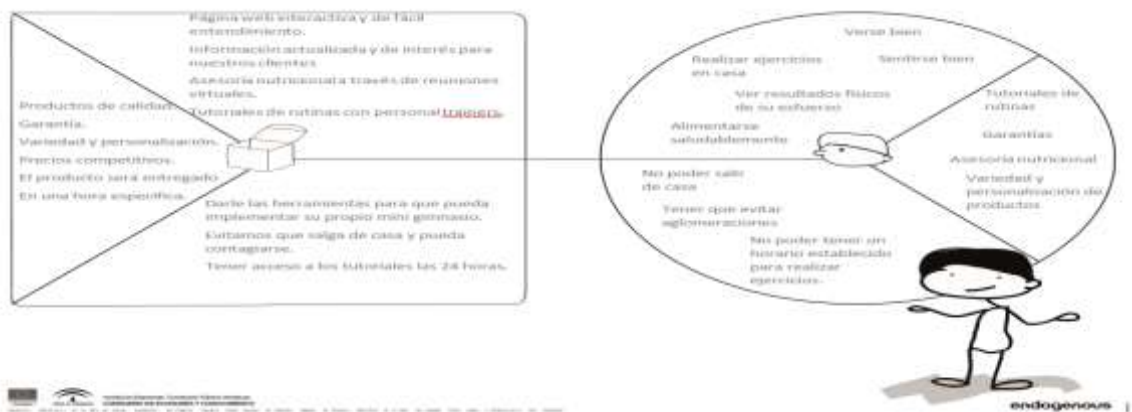 Página web interactiva y de fácil
entendimiento.
Información actualizada y de interés para
nuestros clientes
Asesoría nutricional a través de reuniones
virtuales.
Tutoriales de rutinas con personal trainers.
Productos de calidad.
Garantía.
Variedad y personalización.
Precios competitivos.
El producto será entregado
En una hora específica.
Darle las herramientas para que pueda
implementar su propio mini gimnasio.
Evitamos que salga de casa y pueda
contagiarse.
Tener acceso a los tutoriales las 24 horas.
Verse bien
Sentirse bien
Realizar ejercicios
en casa
Ver resultados físicos
de su esfuerzo
Alimentarse
saludablemente
Tutoriales de
rutinas
Garantías
Asesoría nutricional
Variedad y
personalización de
productos
No poder salir
de casa
Tener que evitar
aglomeraciones
No poder tener un
horario establecido
para realizar
ejercicios.
endogenous